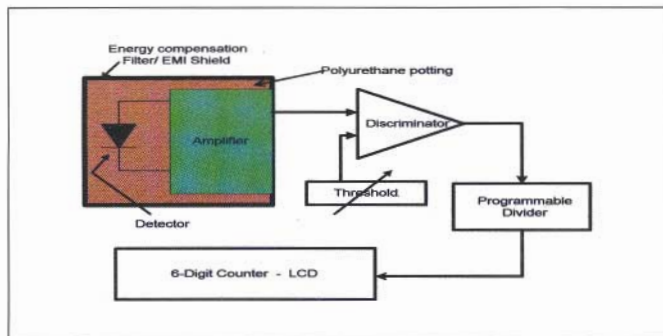 Energy compensation
Filter/ EMI Shield
Polyurethane potting
Amplifier
Discriminator
Threshold
Detector
Programmable
Divider
6-Digit Counter - LCD